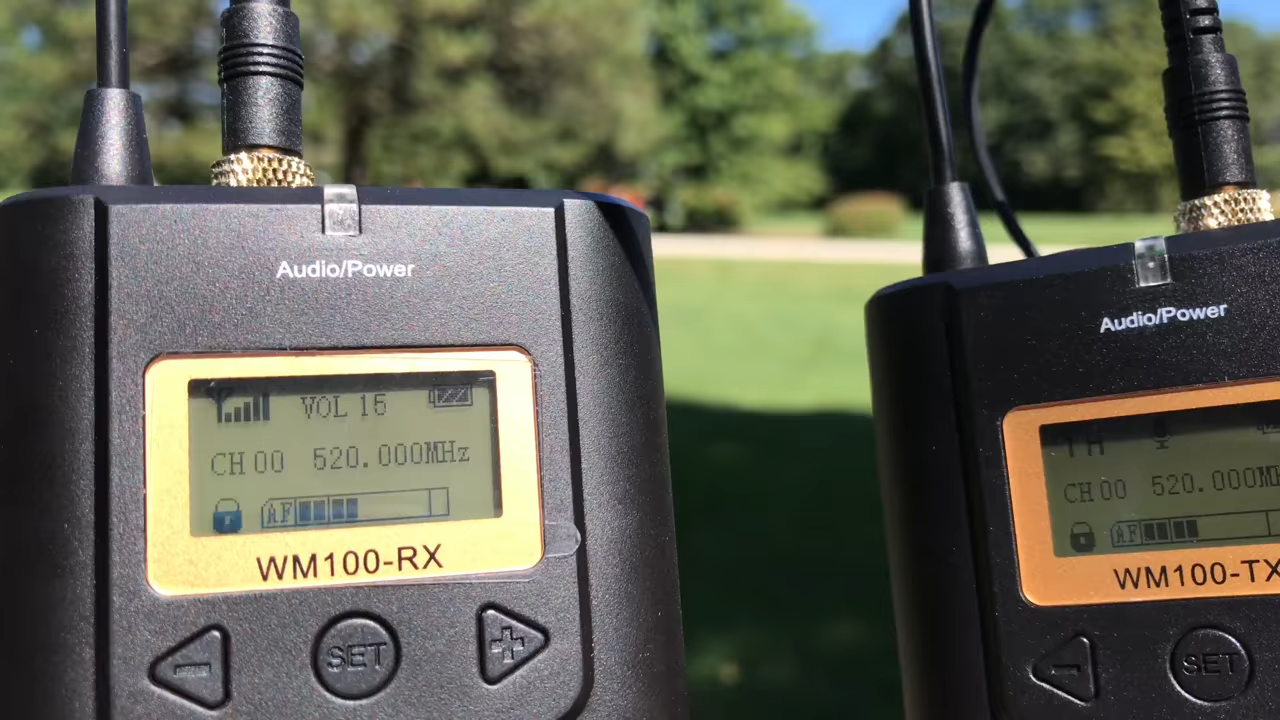 Audio/Power
VOL 15
CH 00 520.000MHz
AF
WM100-RX
SET
Audio/Power
H
CH 00 520.000MH
AF
WM100-TX
SET